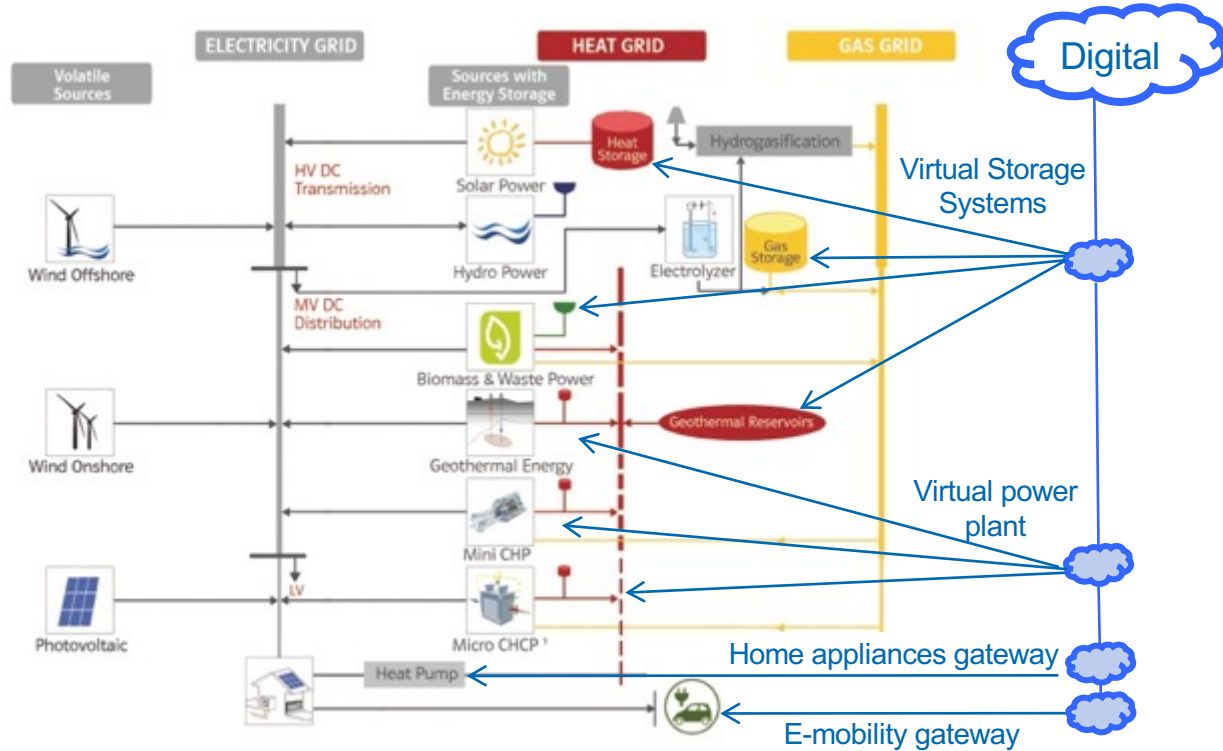 ELECTRICITY GRID
HEAT GRID
GAS GRID
Digital
Volatile
Sources
Sources with
Energy Storage
Heat
Storage
Hydrogasification
HV DC
Transmission
Solar Power
Virtual Storage
Systems
Wind Offshore
Hydro Power
Electrolyzer
Gas
Storage
MV DC
Distribution
Biomass & Waste Power
Geothermal Reservoirs
Wind Onshore
Geothermal Energy
Virtual power
plant
Mini CHP
LV
Photovoltaic
Micro CHCP ¹
Home appliances gateway
Heat Pump
E-mobility gateway